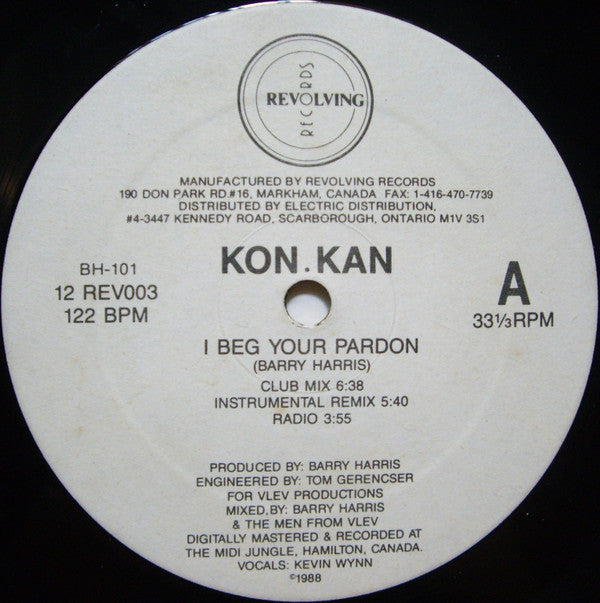 REVOLVING
RECORDS
MANUFACTURED BY REVOLVING RECORDS
190 DON PARK RD.#16, MARKHAM, CANADA FAX: 1-416-470-7739
DISTRIBUTED BY ELECTRIC DISTRIBUTION,
#4-3447 KENNEDY ROAD, SCARBOROUGH, ONTARIO M1V 3S1
KON.KAN
BH-101
12 REV003
122 BPM
A
33⅓RPM
I BEG YOUR PARDON
(BARRY HARRIS)
CLUB MIX 6:38
INSTRUMENTAL REMIX 5:40
RADIO 3:55
PRODUCED BY: BARRY HARRIS
ENGINEERED BY: TOM GERENCSER
FOR VLEV PRODUCTIONS
MIXED, BY: BARRY HARRIS
& THE MEN FROM VLEV
DIGITALLY MASTERED & RECORDED AT
THE MIDI JUNGLE, HAMILTON, CANADA.
VOCALS: KEVIN WYNN
©1988